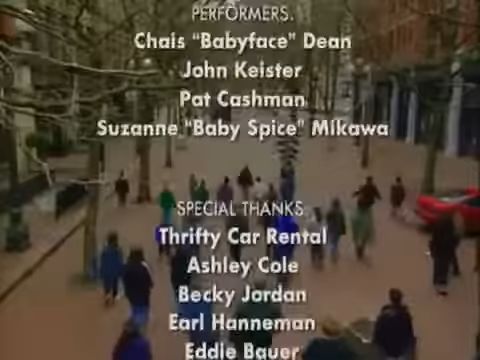 PERFORMERS
Chais "Babyface" Dean
John Keister
Pat Cashman
Suzanne "Baby Spice" Mikawa
SPECIAL THANKS
Thrifty Car Rental
Ashley Cole
Becky Jordan
Earl Hanneman
Eddie Bauer